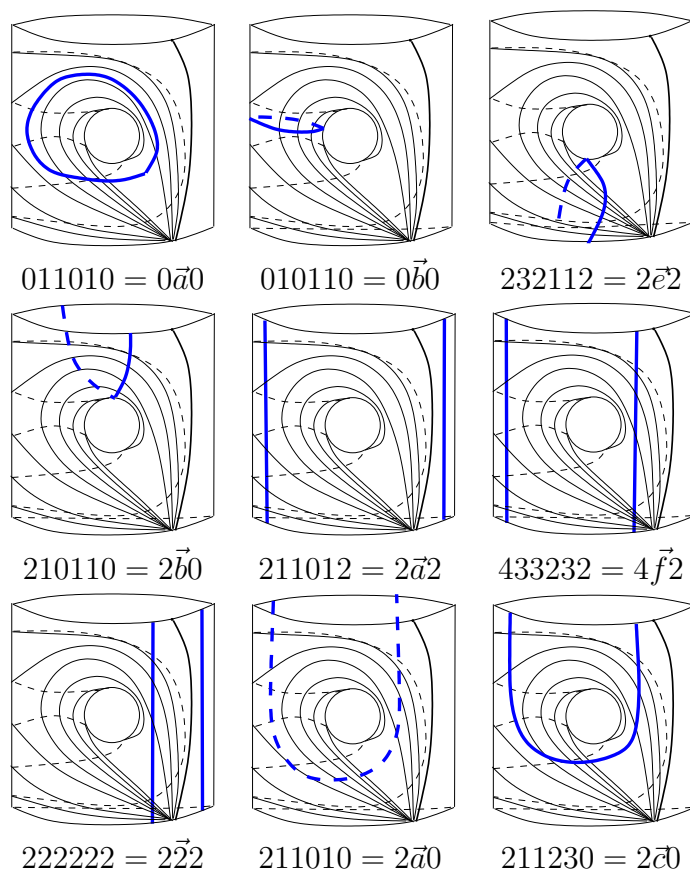 011010 = 0a⃗0
010110 = 0b⃗0
232112 = 2e⃗2
210110 = 2b⃗0
211012 = 2a⃗2
433232 = 4f⃗2
222222 = 22⃗2
211010 = 2a⃗0
211230 = 2c⃗0